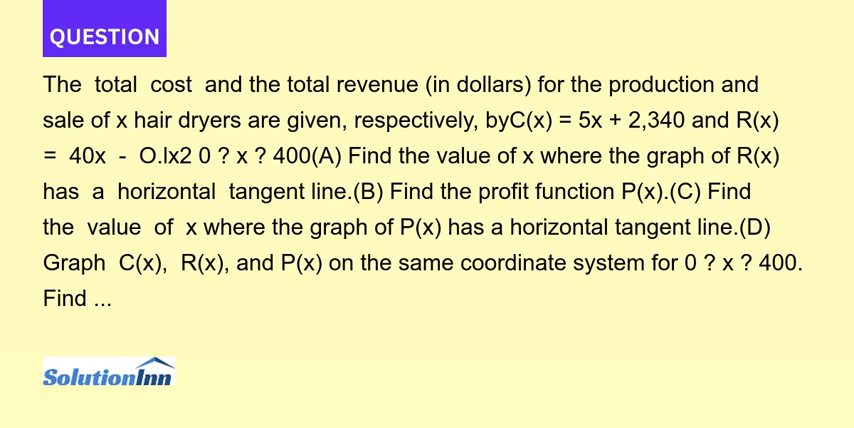 QUESTION
The total cost and the total revenue (in dollars) for the production and
sale of x hair dryers are given, respectively, byC(x) = 5x + 2,340 and R(x)
= 40x - O.lx2 0 ? x ? 400(A) Find the value of x where the graph of R(x)
has a horizontal tangent line.(B) Find the profit function P(x).(C) Find
the value of x where the graph of P(x) has a horizontal tangent line.(D)
Graph C(x), R(x), and P(x) on the same coordinate system for 0 ? x ? 400.
Find ...
SolutionInn